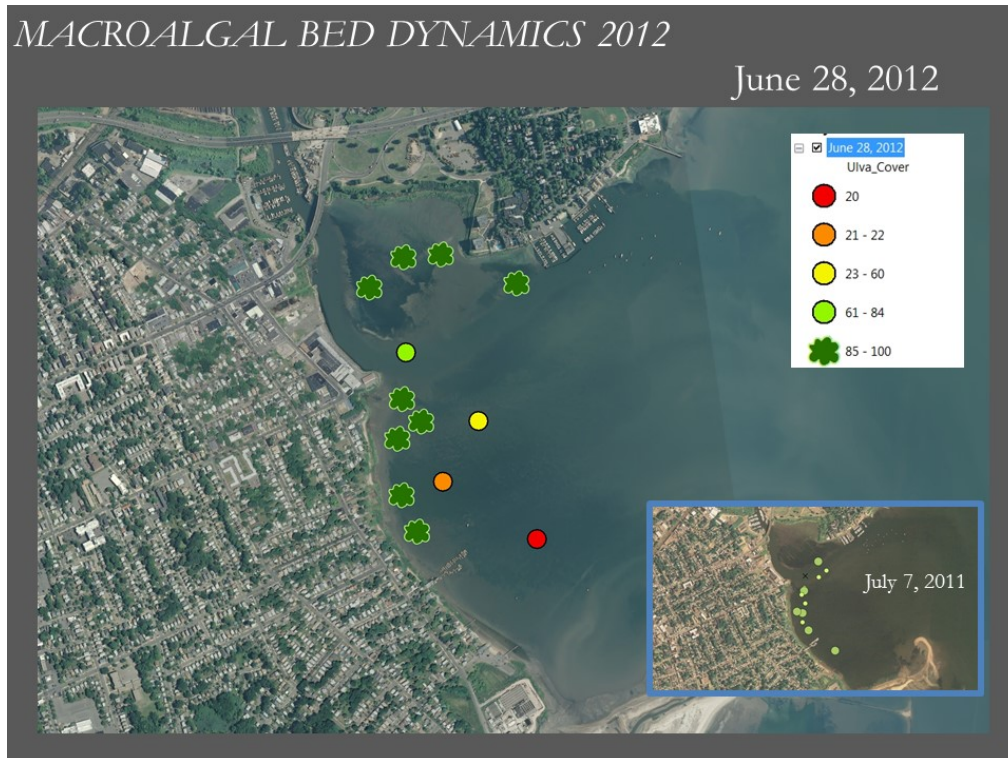 MACROALGAL BED DYNAMICS 2012
June 28, 2012
June 28, 2012
Ulva_Cover
20
21 - 22
23 - 60
61 - 84
85 - 100
July 7, 2011